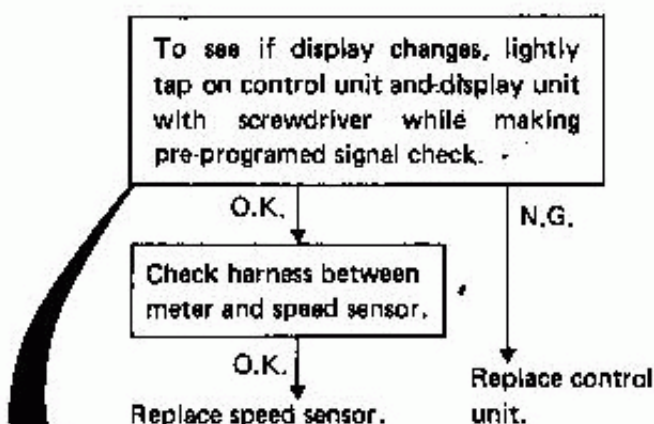 To see if display changes, lightly
tap on control unit and display unit
with screwdriver while making
pre-programed signal check.
O.K.
N.G.
Check harness between
meter and speed sensor.
O.K.
Replace speed sensor.
Replace control
unit.